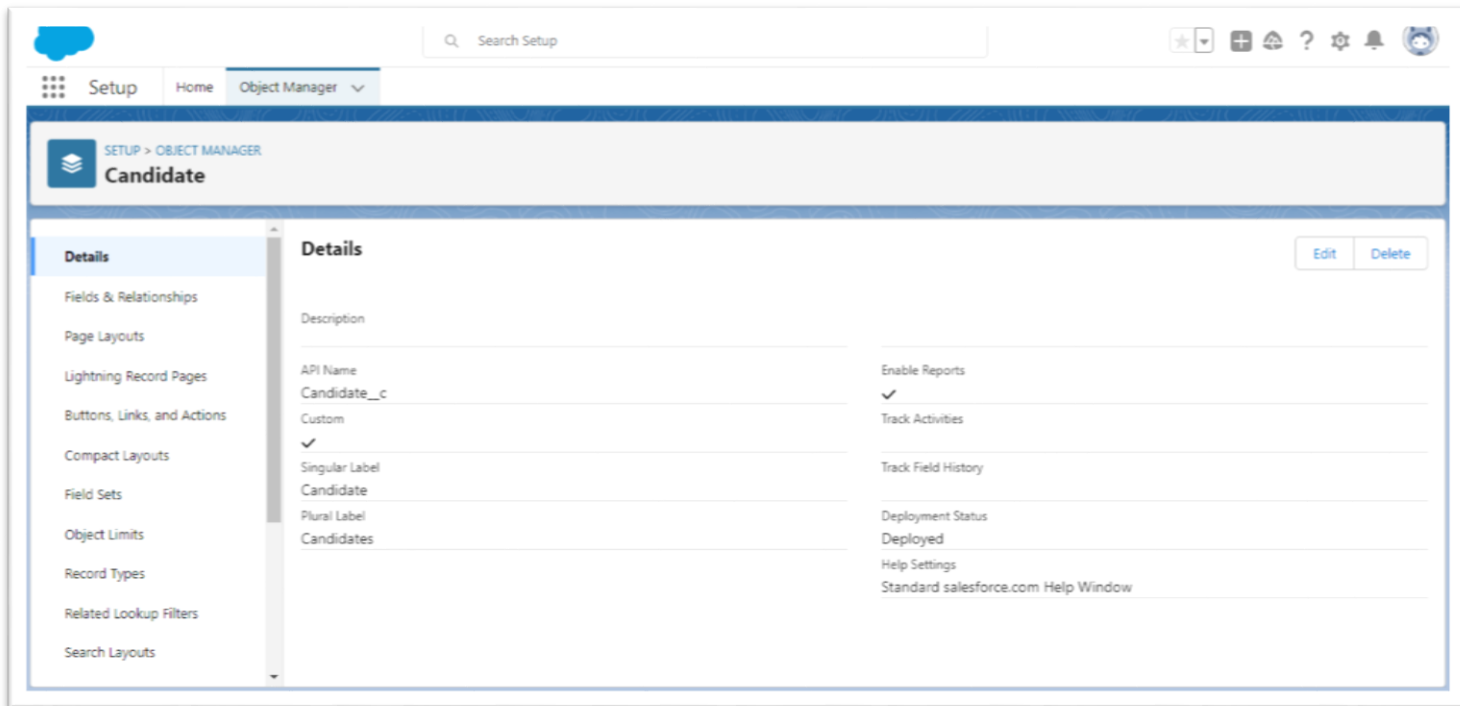 Search Setup
Setup Home Object Manager
SETUP > OBJECT MANAGER
Candidate
Details
Fields & Relationships
Page Layouts
Lightning Record Pages
Buttons, Links, and Actions
Compact Layouts
Field Sets
Object Limits
Record Types
Related Lookup Filters
Search Layouts
Details
Edit Delete
Description
API Name
Candidate__c
Custom
Singular Label
Candidate
Plural Label
Candidates
Enable Reports
Track Activities
Track Field History
Deployment Status
Deployed
Help Settings
Standard salesforce.com Help Window